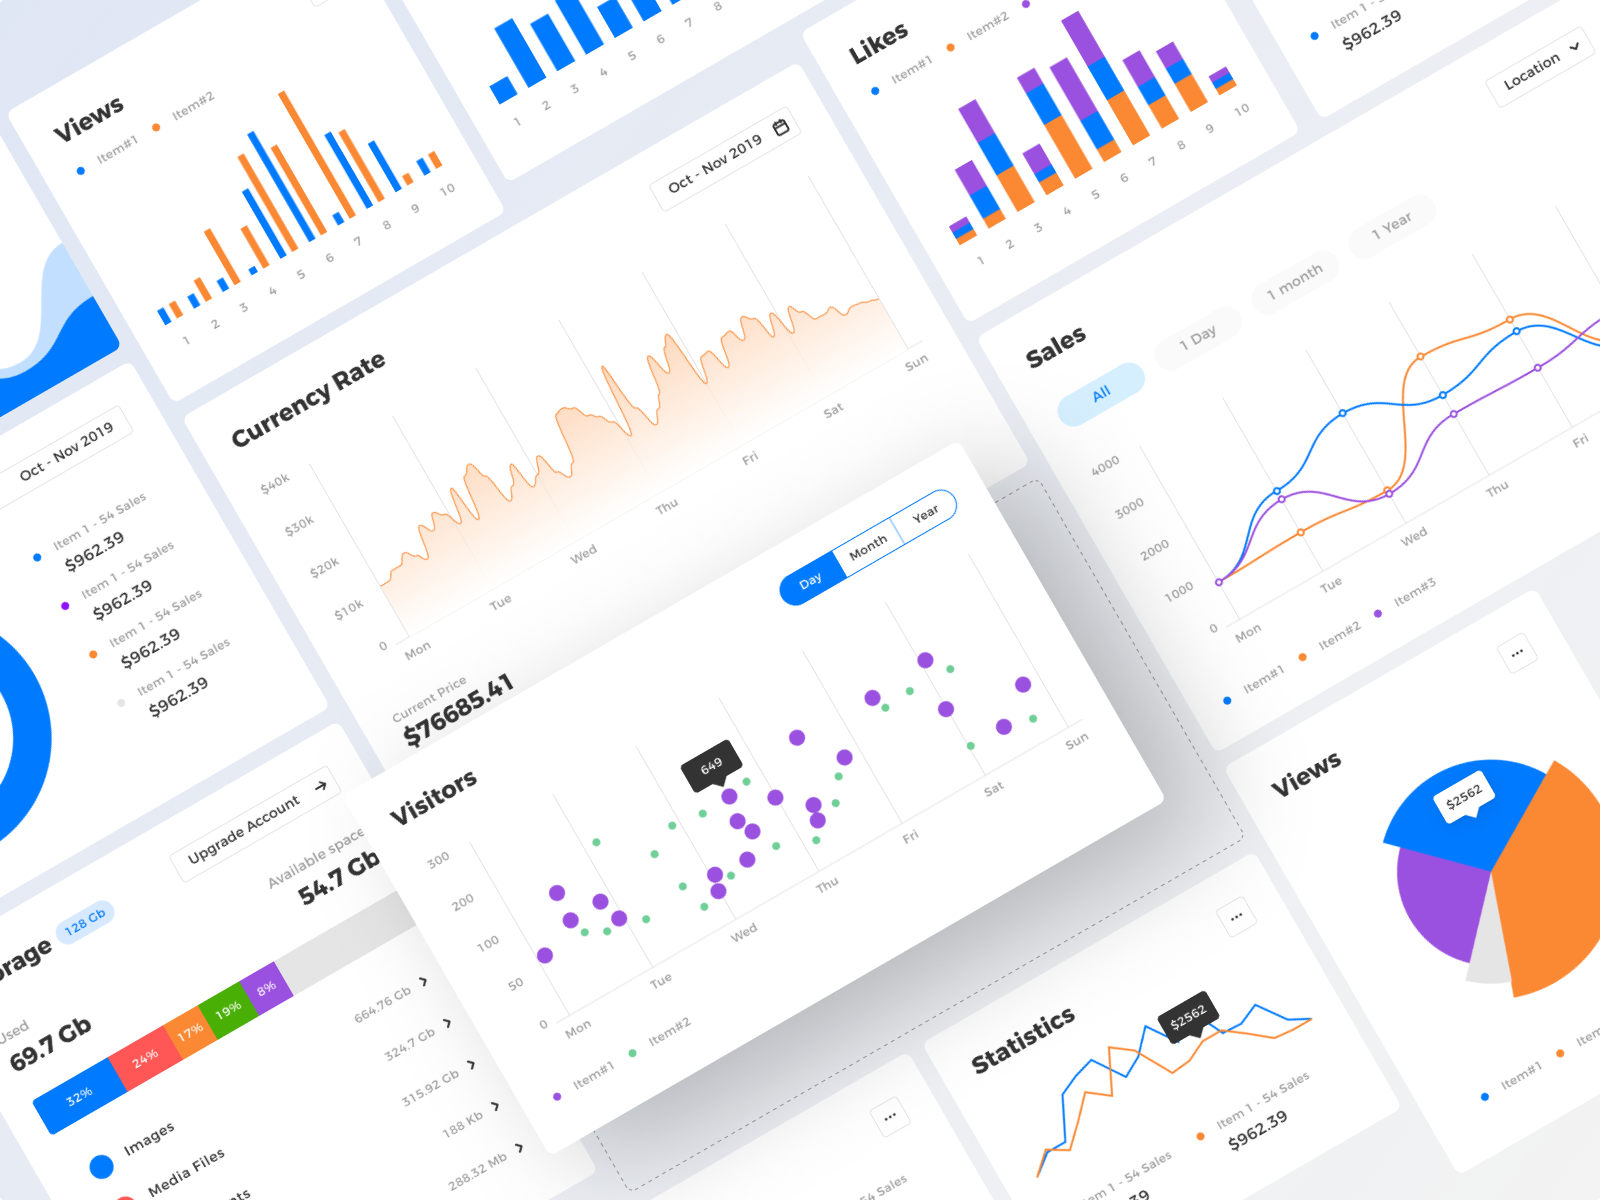 Views
Item#1
Item#2
1
2
3
4
5
6
7
8
9
10
1
2
3
4
5
6
7
8
Likes
Item#1
Item#2
1
2
3
4
5
6
7
8
9
10
Item 1 -
$962.39
Location
Oct - Nov 2019
Currency Rate
$40k
$30k
$20k
$10k
0
Mon
Tue
Wed
Thu
Fri
Sat
Sun
Current Price
$76685.41
Sales
All
1 Day
1 month
1 Year
4000
3000
2000
1000
0
Mon
Tue
Wed
Thu
Fri
Item#1
Item#2
Item#3
Oct - Nov 2019
Item 1 - 54 Sales
$962.39
Item 1 - 54 Sales
$962.39
Item 1 - 54 Sales
$962.39
Item 1 - 54 Sales
$962.39
Upgrade Account
Available space
54.7 Gb
orage
128 Gb
Used
69.7 Gb
32%
24%
17%
19%
8%
Images
664.76 Gb
Media Files
324.7 Gb
315.92 Gb
188 Kb
288.32 Mb
Visitors
Day
Month
Year
649
300
200
100
50
0
Mon
Tue
Wed
Thu
Fri
Sat
Sun
Item#1
Item#2
Views
$2562
Item#1
Statistics
$2562
Item 1 - 54 Sales
$962.39
em 1 - 54 Sales
54 Sales